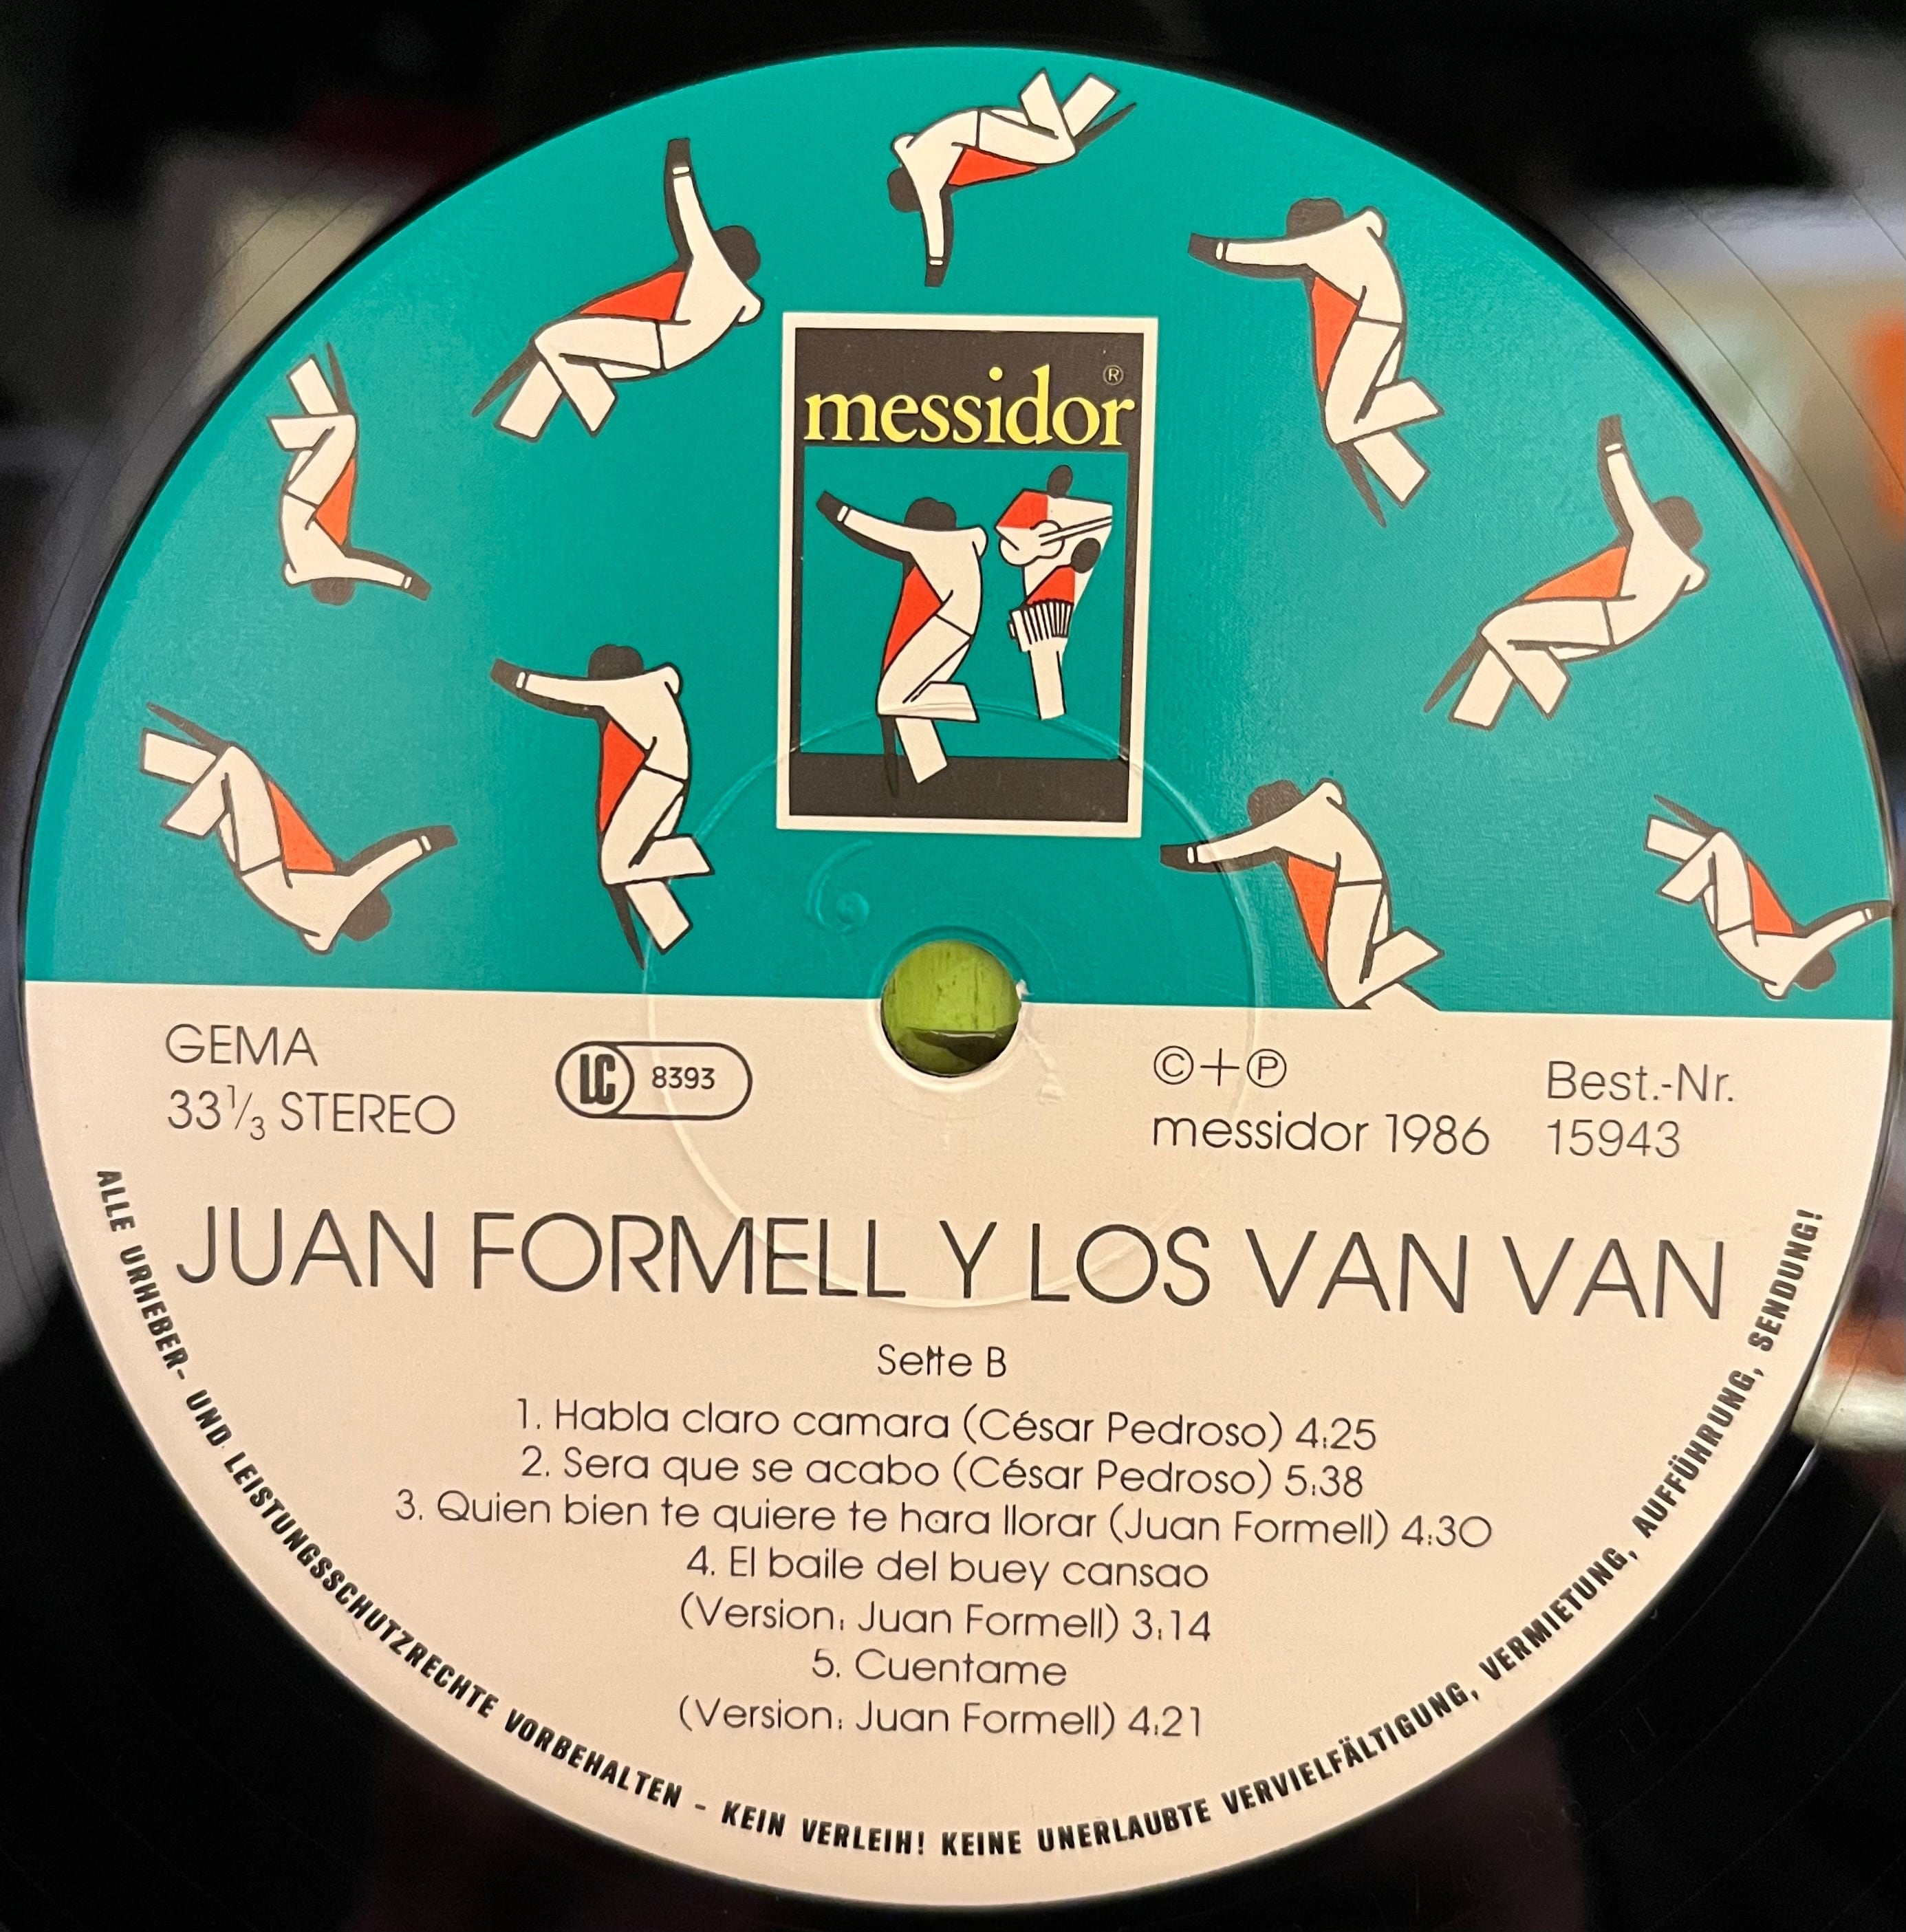 messidor ®
GEMA
33⅓ STEREO
LC 8393
©+℗
messidor 1986
Best.-Nr.
15943
JUAN FORMELL Y LOS VAN VAN
Seite B
1. Habla claro camara (César Pedroso) 4:25
2. Sera que se acabo (César Pedroso) 5:38
3. Quien bien te quiere te hara llorar (Juan Formell) 4:30
4. El baile del buey cansao
(Version: Juan Formell) 3:14
5. Cuentame
(Version: Juan Formell) 4:21
ALLE URHEBER- UND LEISTUNGSSCHUTZRECHTE VORBEHALTEN - KEIN VERLEIH! KEINE UNERLAUBTE VERVIELFÄLTIGUNG, VERMIETUNG, AUFFÜHRUNG, SENDUNG!